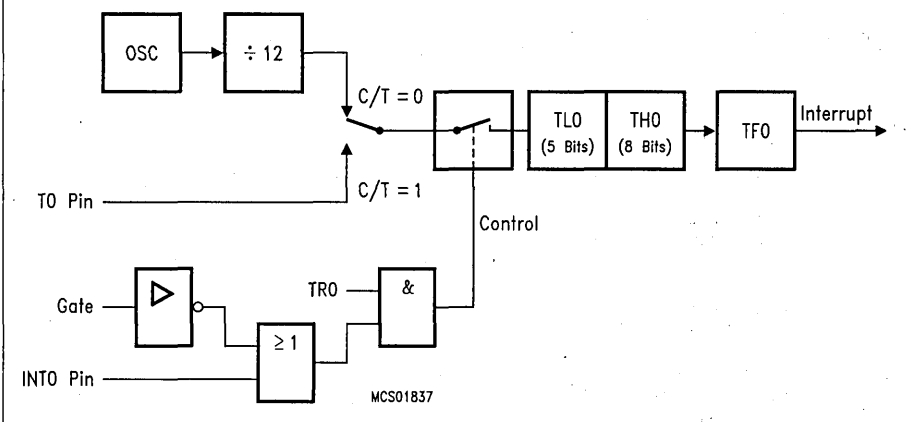 OSC
÷ 12
C/T = 0
TL0
(5 Bits)
TH0
(8 Bits)
TF0
Interrupt
T0 Pin
C/T = 1
Control
TR0
&
Gate
≥ 1
INT0 Pin
MCS01837